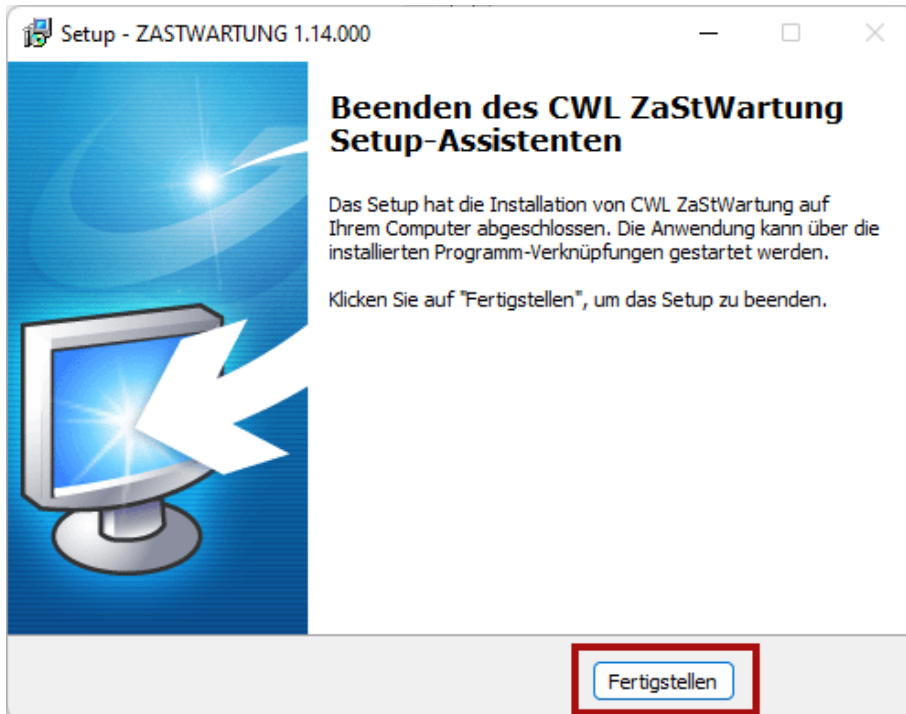 Setup - ZASTWARTUNG 1.14.000
Beenden des CWL ZaStWartung
Setup-Assistenten
Das Setup hat die Installation von CWL ZaStWartung auf
Ihrem Computer abgeschlossen. Die Anwendung kann über die
installierten Programm-Verknüpfungen gestartet werden.
Klicken Sie auf "Fertigstellen", um das Setup zu beenden.
Fertigstellen